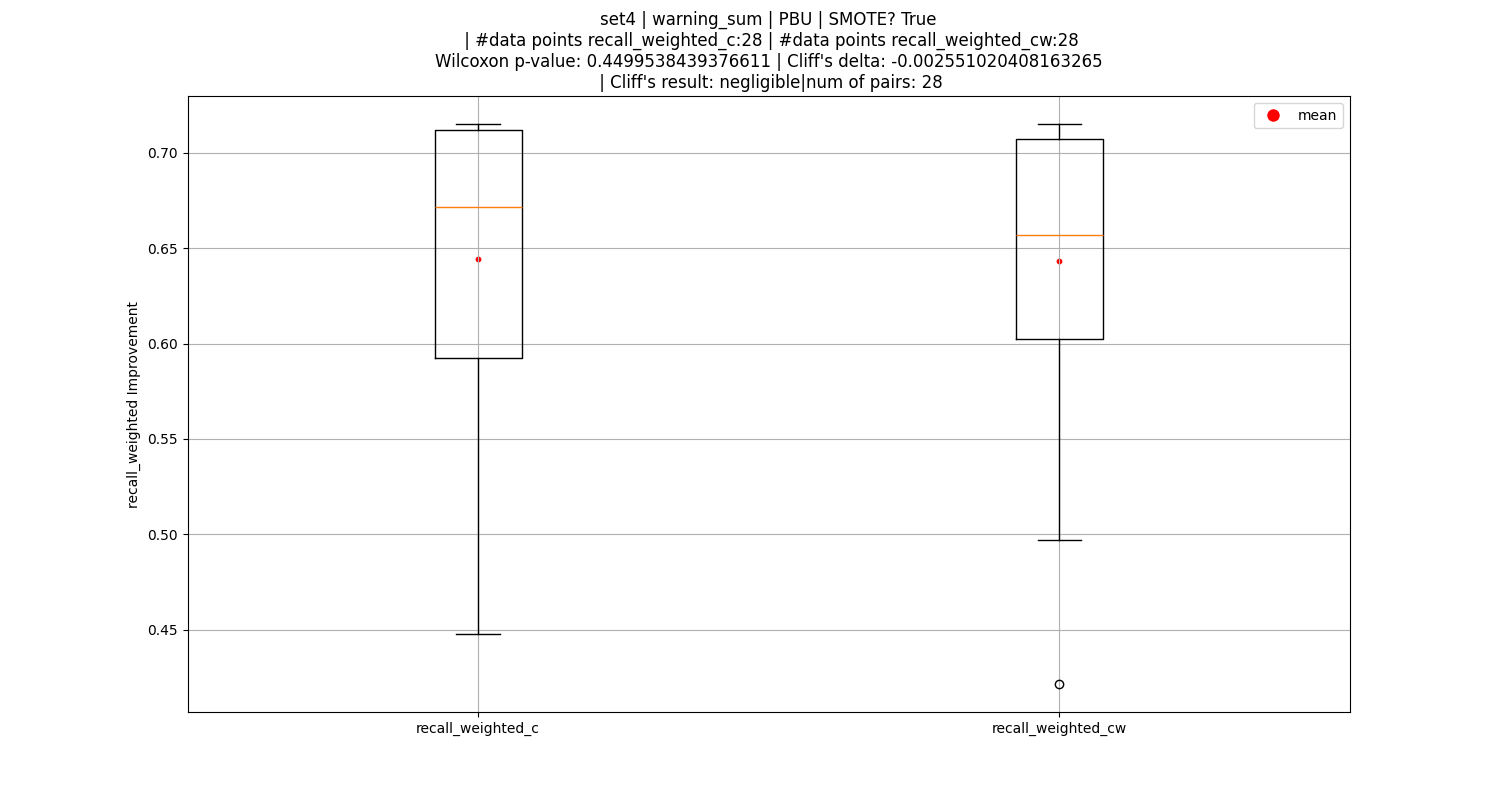 set4 | warning_sum | PBU | SMOTE? True
| #data points recall_weighted_c:28 | #data points recall_weighted_cw:28
Wilcoxon p-value: 0.4499538439376611 | Cliff's delta: -0.002551020408163265
| Cliff's result: negligible|num of pairs: 28
mean
0.70
0.65
0.60
0.55
0.50
0.45
recall_weighted Improvement
recall_weighted_c
recall_weighted_cw